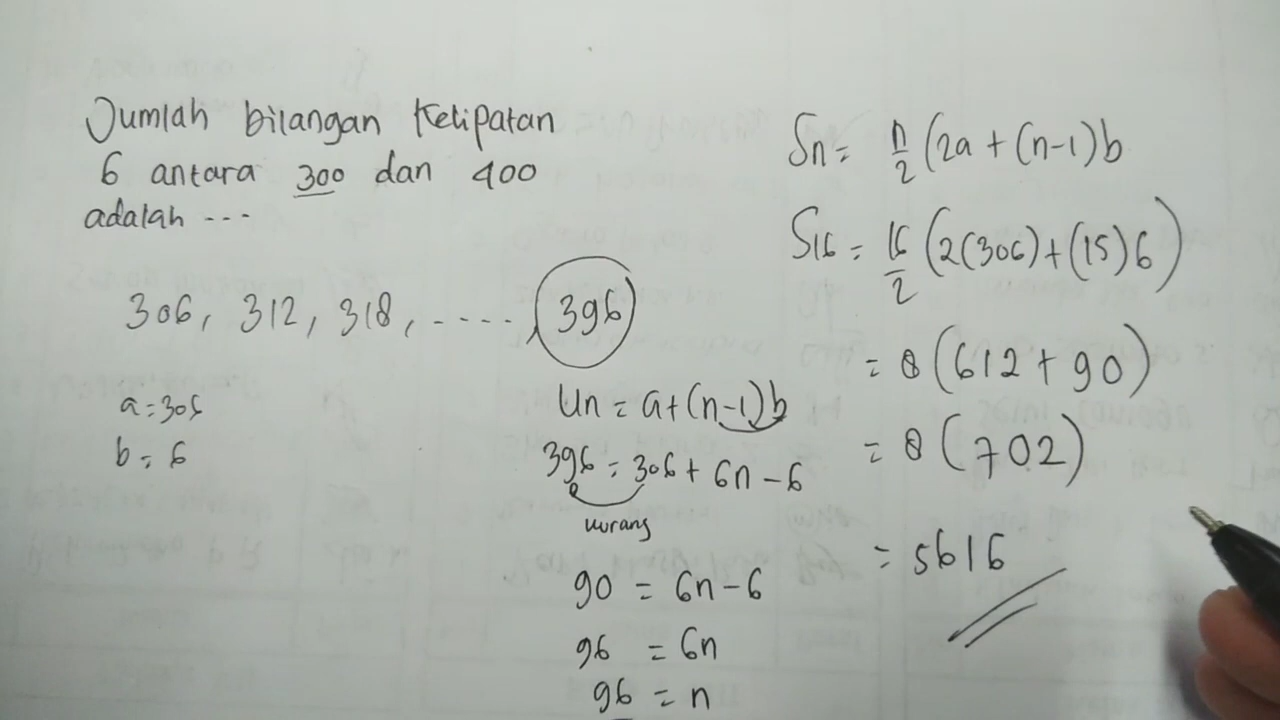 Jumlah bilangan kelipatan
6 antara 300 dan 400
adalah ---
306, 312, 318, ....., 396
a = 306
b = 6
Un = a + (n-1)b
396 = 306 + 6n - 6
kurang
90 = 6n - 6
96 = 6n
96 = n
Sn = n/2 (2a + (n-1)b
S16 = 16/2 (2(306) + (15)6)
= 8 (612 + 90)
= 8 (702)
= 5616